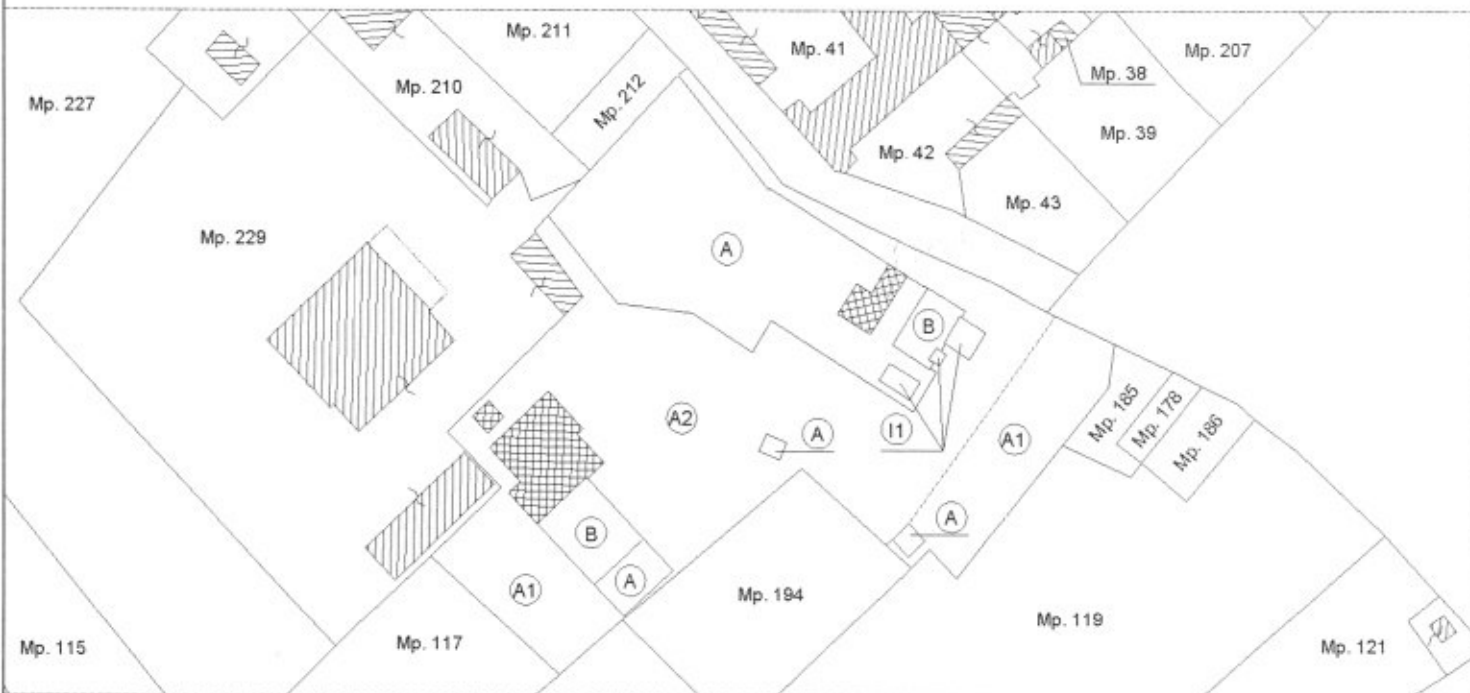 Mp. 211
Mp. 41
Mp. 207
Mp. 38
Mp. 227
Mp. 210
Mp. 212
Mp. 39
Mp. 42
Mp. 43
Mp. 229
A
B
Mp. 185
Mp. 178
Mp. 186
A2
A
I1
A1
A
B
A
A1
Mp. 194
Mp. 119
Mp. 115
Mp. 117
Mp. 121